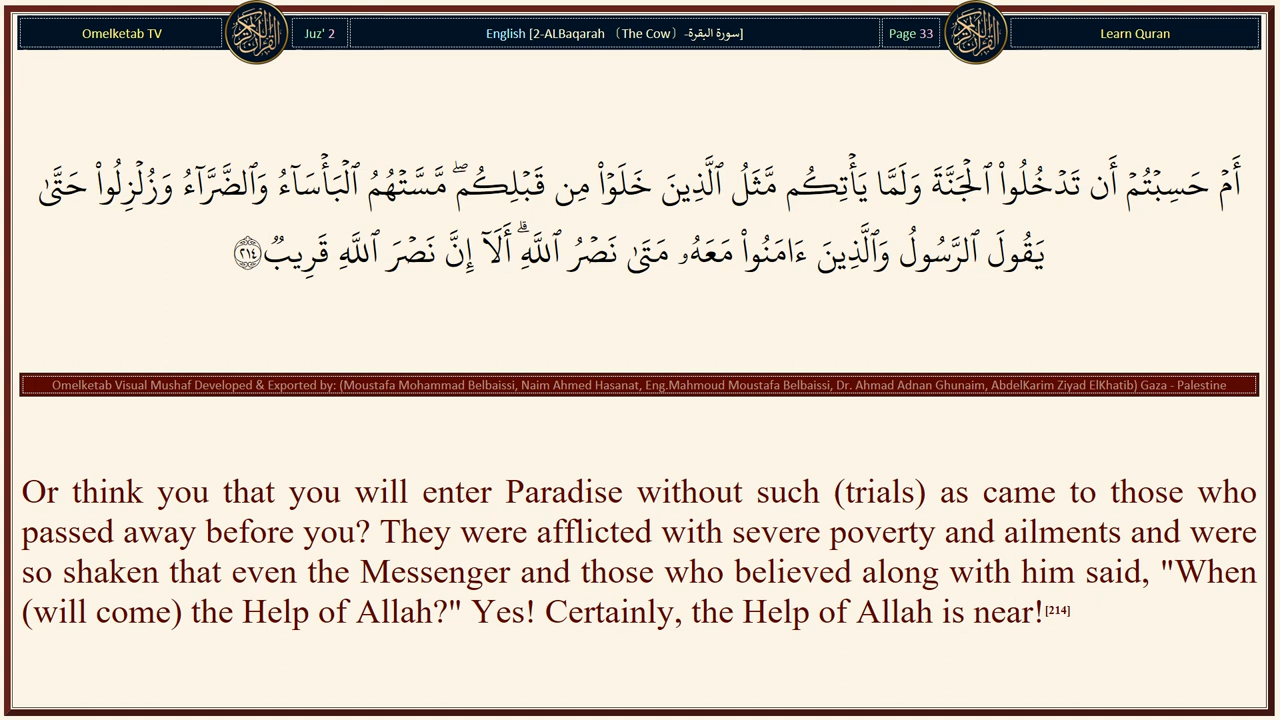 Omelketab TV
Juz' 2
English [2-ALBaqarah （The Cow） -سورة البقرة]
Page 33
Learn Quran
أَمۡ حَسِبۡتُمۡ أَن تَدۡخُلُواْ ٱلۡجَنَّةَ وَلَمَّا يَأۡتِكُم مَّثَلُ ٱلَّذِينَ خَلَوۡاْ مِن قَبۡلِكُمۖ مَّسَّتۡهُمُ ٱلۡبَأۡسَآءُ وَٱلضَّرَّآءُ وَزُلۡزِلُواْ حَتَّىٰ
يَقُولَ ٱلرَّسُولُ وَٱلَّذِينَ ءَامَنُواْ مَعَهُۥ مَتَىٰ نَصۡرُ ٱللَّهِۗ أَلَآ إِنَّ نَصۡرَ ٱللَّهِ قَرِيبٞ ٢١٤
Omelketab Visual Mushaf Developed & Exported by: (Moustafa Mohammad Belbaissi, Naim Ahmed Hasanat, Eng.Mahmoud Moustafa Belbaissi, Dr. Ahmad Adnan Ghunaim, AbdelKarim Ziyad ElKhatib) Gaza - Palestine
Or think you that you will enter Paradise without such (trials) as came to those who
passed away before you? They were afflicted with severe poverty and ailments and were
so shaken that even the Messenger and those who believed along with him said, "When
(will come) the Help of Allah?" Yes! Certainly, the Help of Allah is near![214]